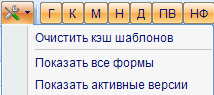 Г К М Н Д ПВ НФ
Очистить кэш шаблонов
Показать все формы
Показать активные версии